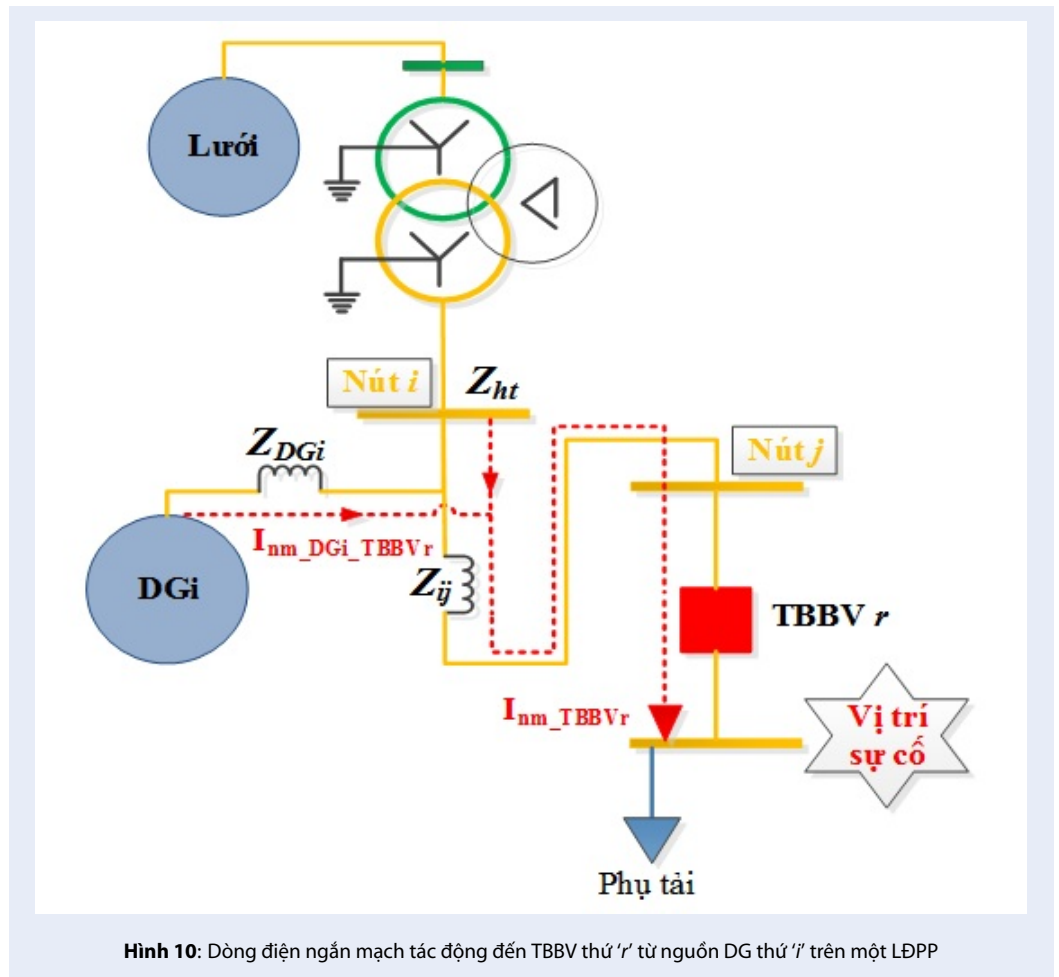 Lưới
Nút i
Z_ht
Z_DGi
Nút j
I_nm_DGi_TBBVr
Z_ij
DGi
TBBV r
I_nm_TBBVr
Vị trí
sự cố
Phụ tải
Hình 10: Dòng điện ngắn mạch tác động đến TBBV thứ ‘r’ từ nguồn DG thứ ‘i’ trên một LĐPP